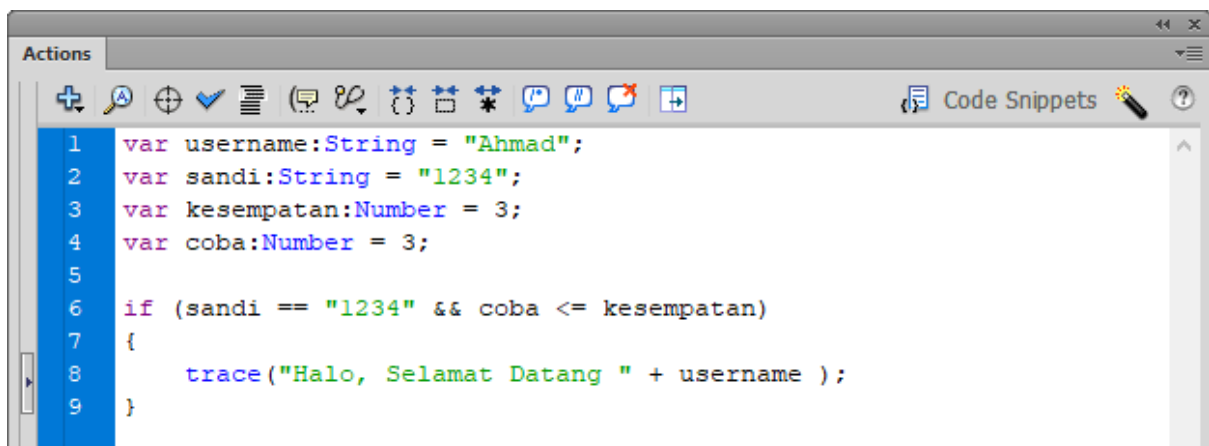 Actions
Code Snippets
1 var username:String = "Ahmad";
2 var sandi:String = "1234";
3 var kesempatan:Number = 3;
4 var coba:Number = 3;
5
6 if (sandi == "1234" && coba <= kesempatan)
7 {
8     trace("Halo, Selamat Datang " + username );
9 }